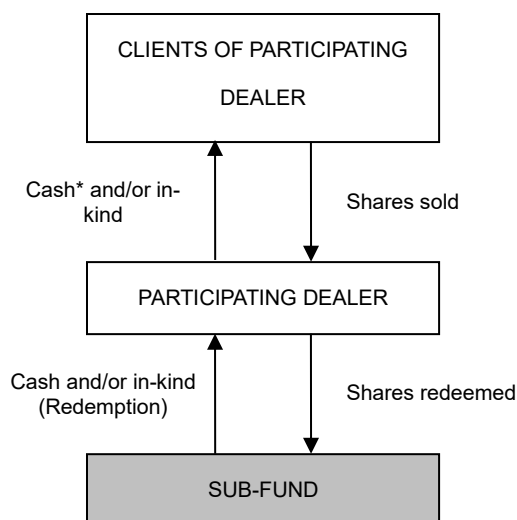 CLIENTS OF PARTICIPATING
DEALER
Cash* and/or in-
kind
Shares sold
PARTICIPATING DEALER
Cash and/or in-kind
(Redemption)
Shares redeemed
SUB-FUND